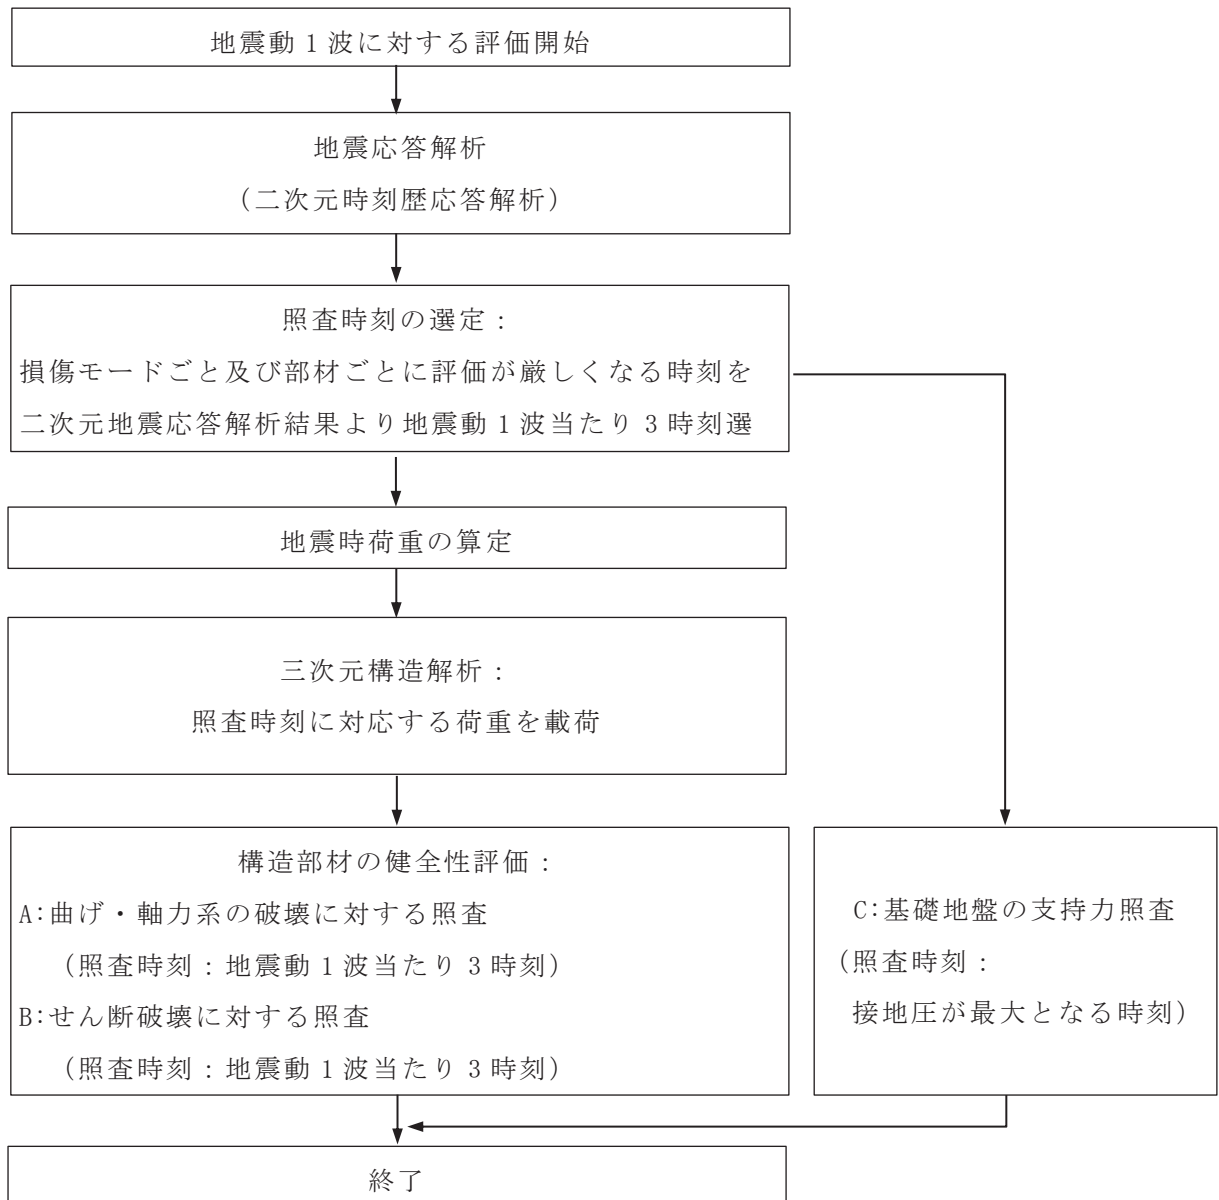 地震動1波に対する評価開始
地震応答解析
(二次元時刻歴応答解析)
照査時刻の選定:
損傷モードごと及び部材ごとに評価が厳しくなる時刻を
二次元地震応答解析結果より地震動1波当たり3時刻選
地震時荷重の算定
三次元構造解析:
照査時刻に対応する荷重を載荷
構造部材の健全性評価:
A:曲げ・軸力系の破壊に対する照査
(照査時刻:地震動1波当たり3時刻)
B:せん断破壊に対する照査
(照査時刻:地震動1波当たり3時刻)
C:基礎地盤の支持力照査
(照査時刻:
接地圧が最大となる時刻)
終了